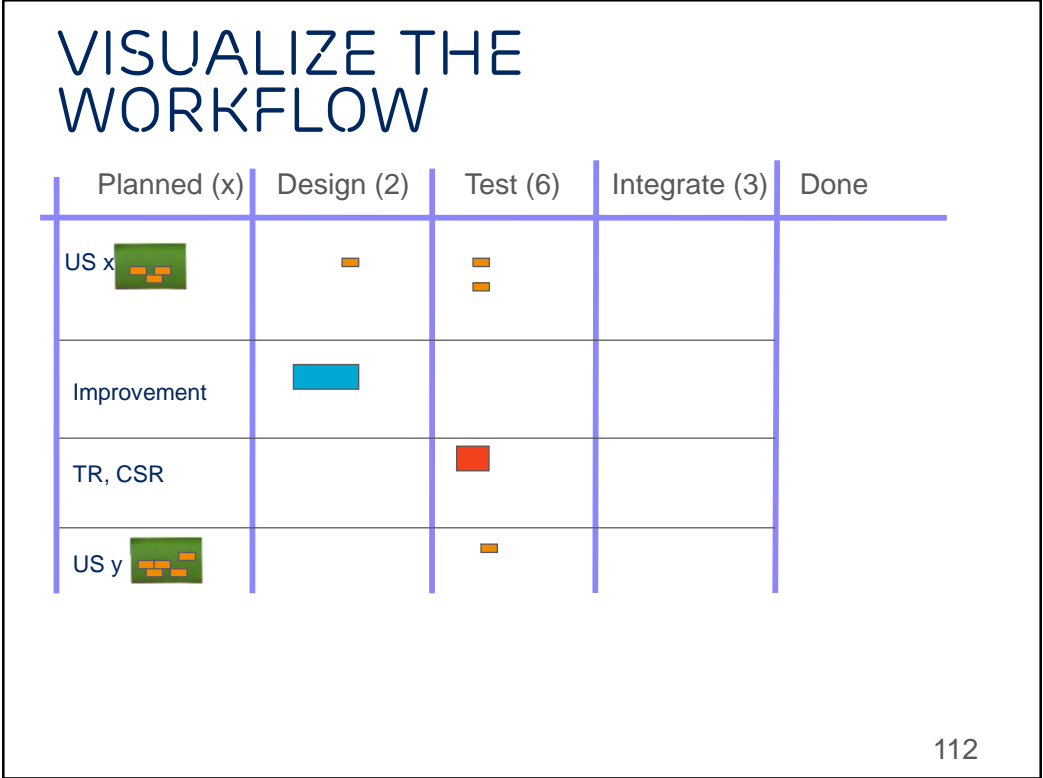 VISUALIZE THE
WORKFLOW
Planned (x) Design (2) Test (6) Integrate (3) Done
US x
Improvement
TR, CSR
US y
112